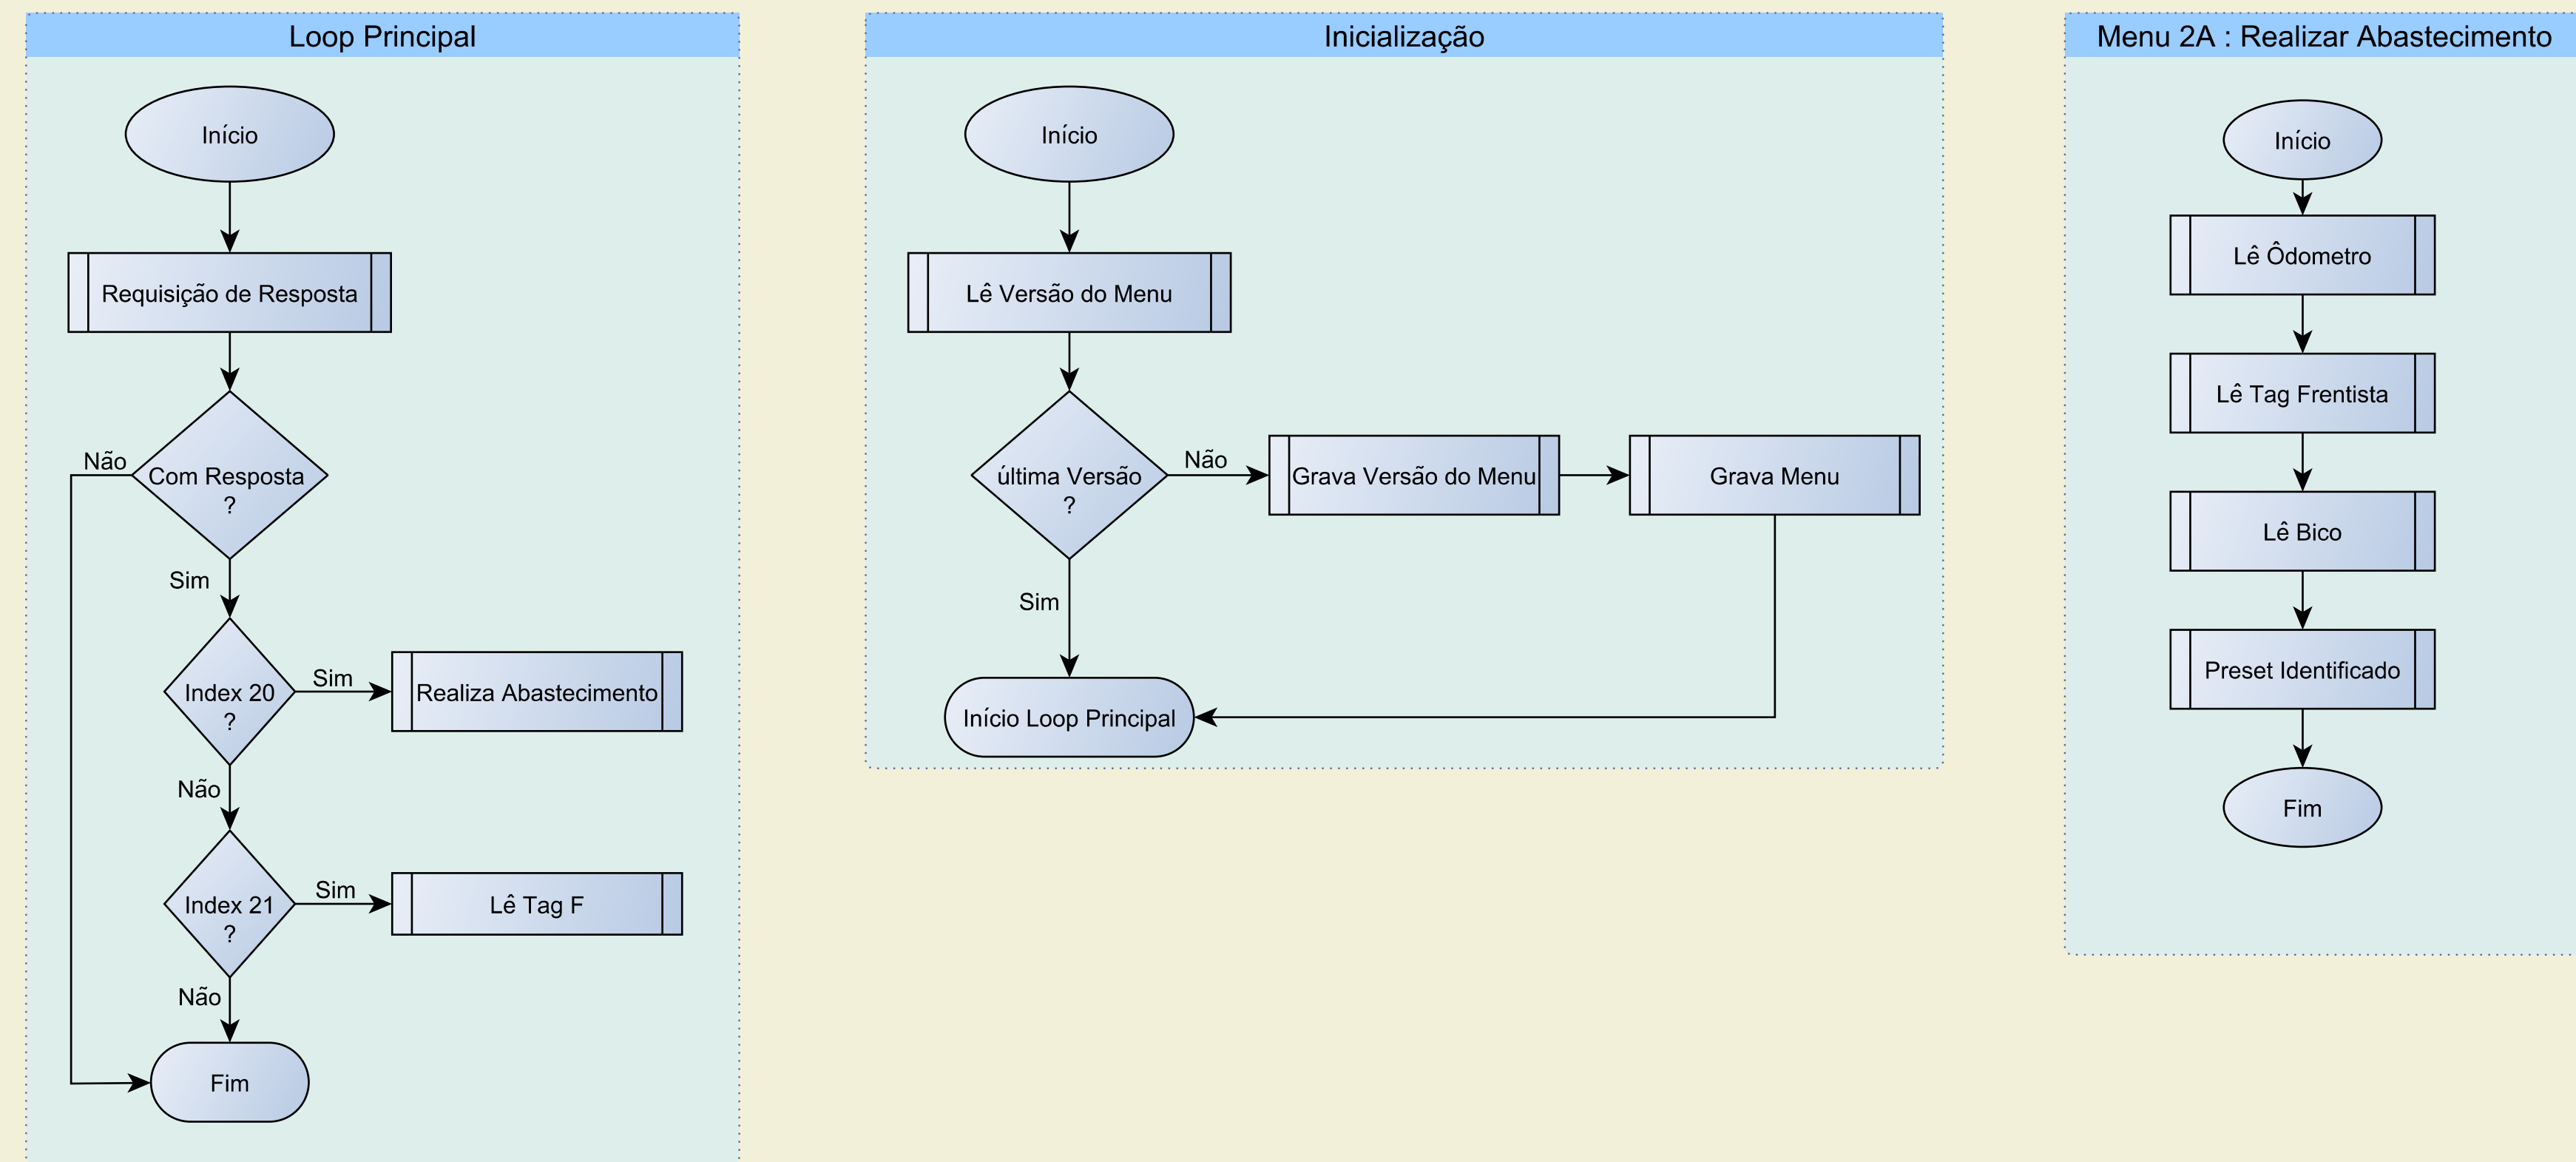 Loop Principal
Início
Requisição de Resposta
Com Resposta
?
Não
Sim
Index 20
?
Sim
Realiza Abastecimento
Não
Index 21
?
Sim
Lê Tag F
Não
Fim
Inicialização
Início
Lê Versão do Menu
última Versão
?
Não
Grava Versão do Menu
Grava Menu
Sim
Início Loop Principal
Menu 2A : Realizar Abastecimento
Início
Lê Ôdometro
Lê Tag Frentista
Lê Bico
Preset Identificado
Fim